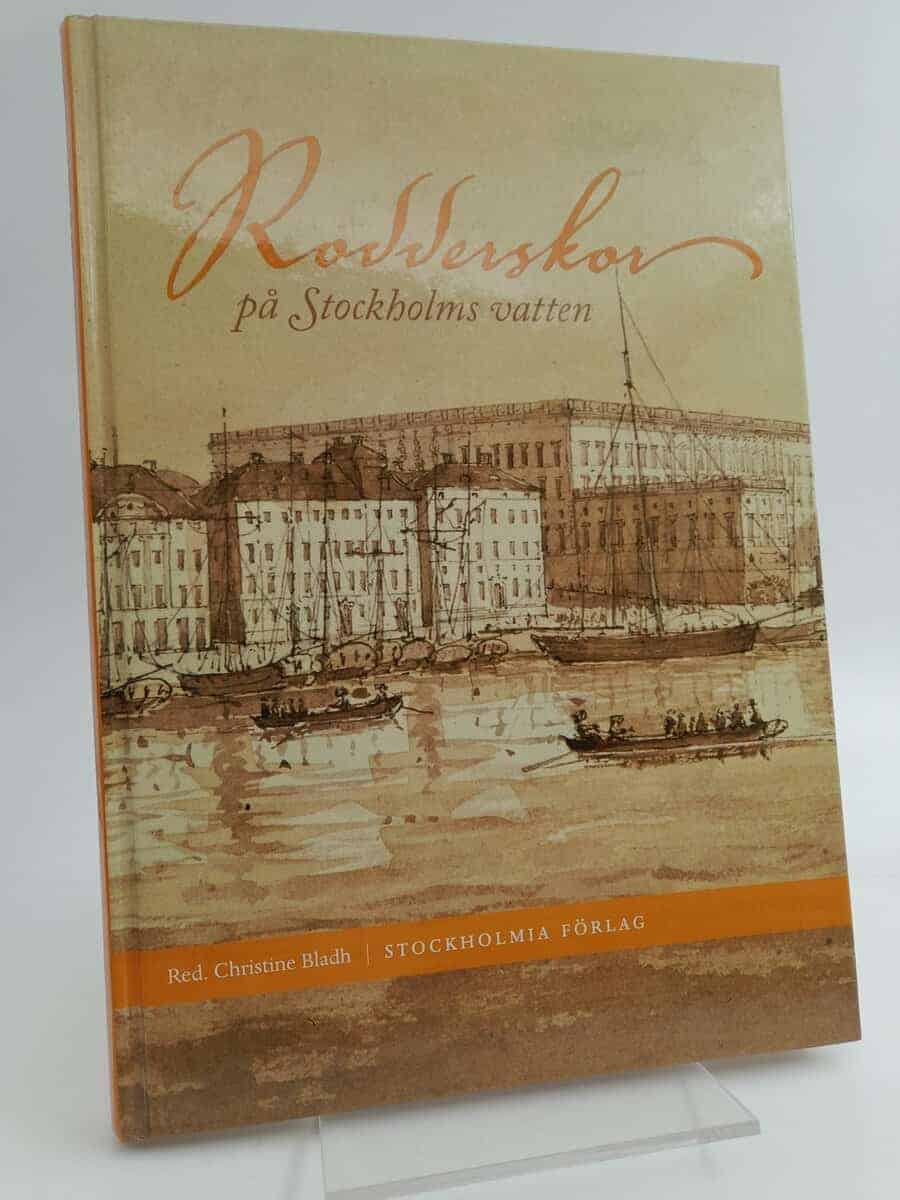 Rodderskor
på Stockholms vatten
Red. Christine Bladh | STOCKHOLMIA FÖRLAG